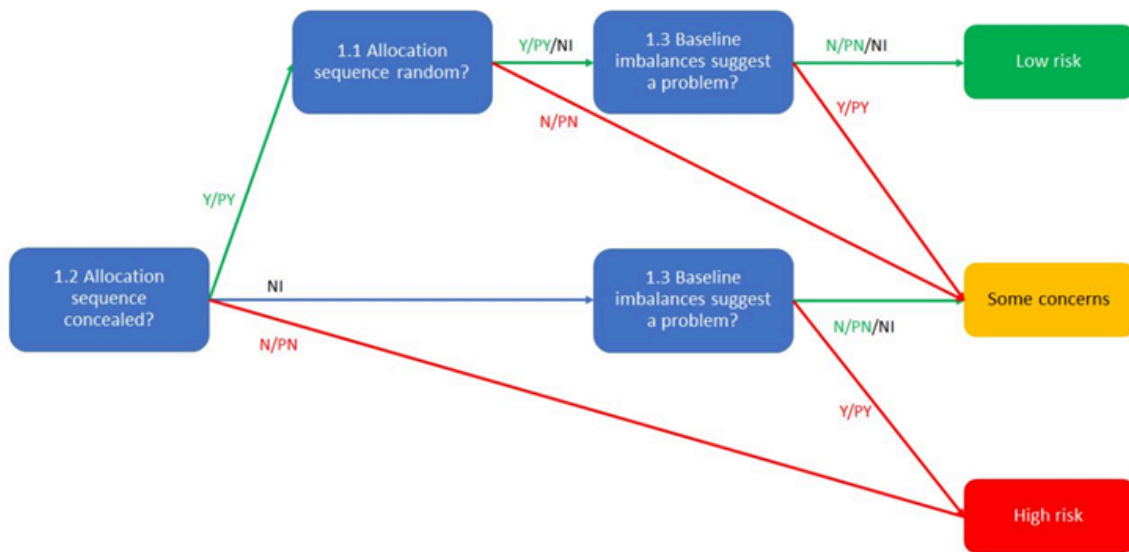 1.1 Allocation
sequence random?
Y/PY/NI
1.3 Baseline
imbalances suggest
a problem?
N/PN/NI
Low risk
N/PN
Y/PY
Y/PY
1.2 Allocation
sequence
concealed?
NI
1.3 Baseline
imbalances suggest
a problem?
Some concerns
N/PN/NI
N/PN
Y/PY
High risk